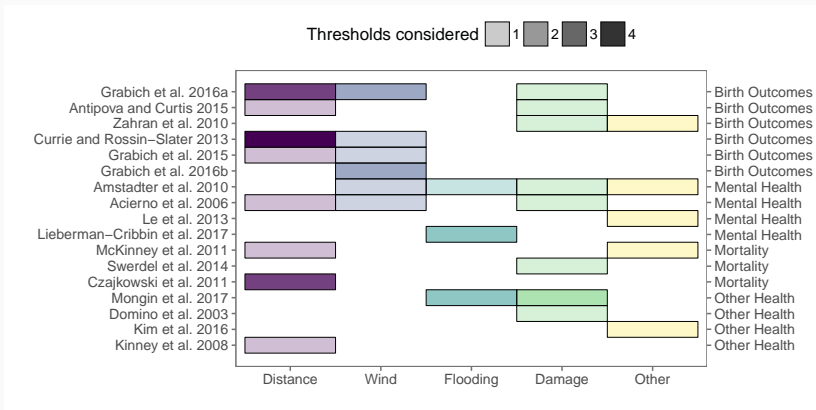 Thresholds considered 1 2 3 4
Grabich et al. 2016a Birth Outcomes
Antipova and Curtis 2015 Birth Outcomes
Zahran et al. 2010 Birth Outcomes
Currie and Rossin−Slater 2013 Birth Outcomes
Grabich et al. 2015 Birth Outcomes
Grabich et al. 2016b Birth Outcomes
Amstadter et al. 2010 Mental Health
Acierno et al. 2006 Mental Health
Le et al. 2013 Mental Health
Lieberman−Cribbin et al. 2017 Mental Health
McKinney et al. 2011 Mortality
Swerdel et al. 2014 Mortality
Czajkowski et al. 2011 Mortality
Mongin et al. 2017 Other Health
Domino et al. 2003 Other Health
Kim et al. 2016 Other Health
Kinney et al. 2008 Other Health
Distance Wind Flooding Damage Other